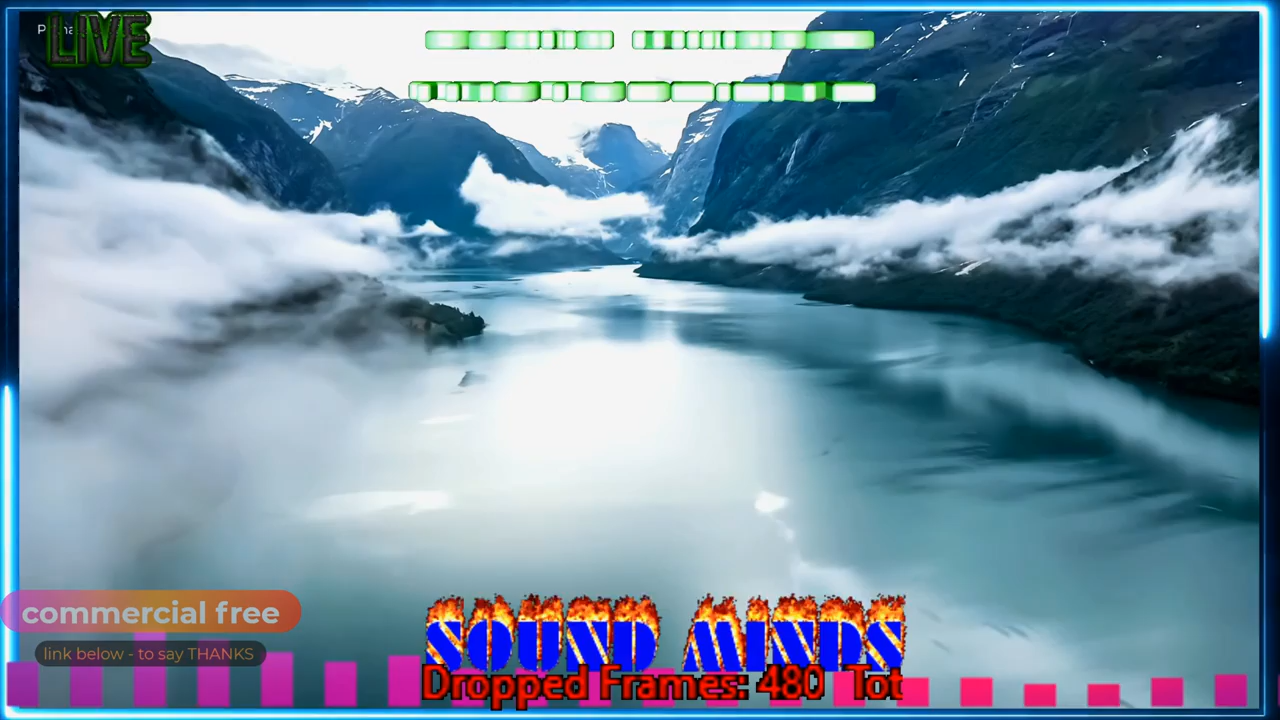 LIVE
commercial free
link below - to say THANKS
SOUND MINDS
Dropped Frames: 480 Tot